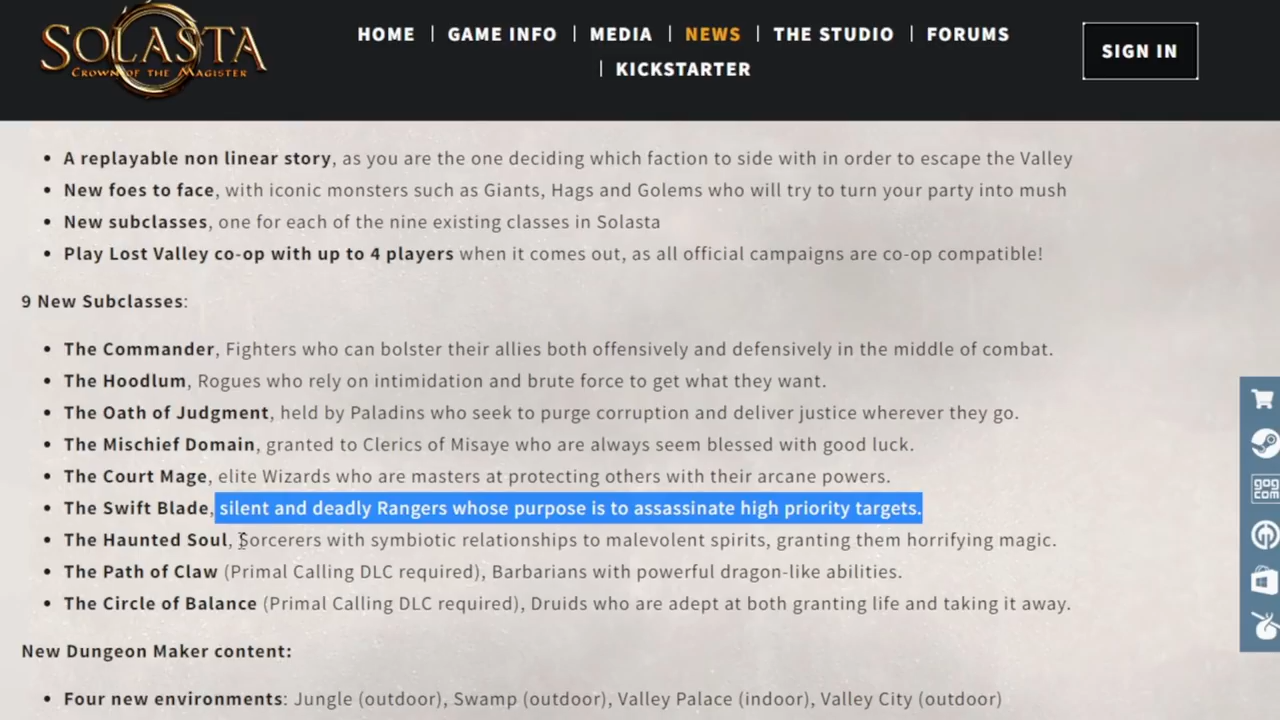 SOLASTA
CROWN OF THE MAGISTER
HOME | GAME INFO | MEDIA | NEWS | THE STUDIO | FORUMS
| KICKSTARTER
SIGN IN
• A replayable non linear story, as you are the one deciding which faction to side with in order to escape the Valley
• New foes to face, with iconic monsters such as Giants, Hags and Golems who will try to turn your party into mush
• New subclasses, one for each of the nine existing classes in Solasta
• Play Lost Valley co-op with up to 4 players when it comes out, as all official campaigns are co-op compatible!
9 New Subclasses:
• The Commander, Fighters who can bolster their allies both offensively and defensively in the middle of combat.
• The Hoodlum, Rogues who rely on intimidation and brute force to get what they want.
• The Oath of Judgment, held by Paladins who seek to purge corruption and deliver justice wherever they go.
• The Mischief Domain, granted to Clerics of Misaye who are always seem blessed with good luck.
• The Court Mage, elite Wizards who are masters at protecting others with their arcane powers.
• The Swift Blade, silent and deadly Rangers whose purpose is to assassinate high priority targets.
• The Haunted Soul, Sorcerers with symbiotic relationships to malevolent spirits, granting them horrifying magic.
• The Path of Claw (Primal Calling DLC required), Barbarians with powerful dragon-like abilities.
• The Circle of Balance (Primal Calling DLC required), Druids who are adept at both granting life and taking it away.
New Dungeon Maker content:
• Four new environments: Jungle (outdoor), Swamp (outdoor), Valley Palace (indoor), Valley City (outdoor)
gog
com